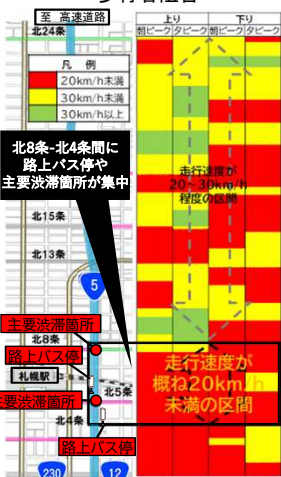 至 高速道路
北24条
上り
下り
朝ピーク
夕ピーク
朝ピーク
夕ピーク
凡 例
20km/h未満
30km/h未満
30km/h以上
北8条-北4条間に
路上バス停や
主要渋滞箇所が集中
走行速度が
20~30km/h
程度の区間
北15条
北13条
5
主要渋滞箇所
北8条
路上バス停
札幌駅
北5条
主要渋滞箇所
北4条
路上バス停
走行速度が
概ね20km/h
未満の区間
230
12